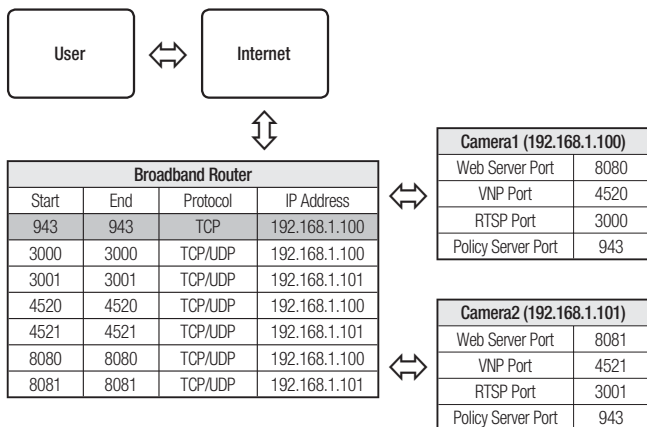 User
Internet
Broadband Router
Start End Protocol IP Address
943 943 TCP 192.168.1.100
3000 3000 TCP/UDP 192.168.1.100
3001 3001 TCP/UDP 192.168.1.101
4520 4520 TCP/UDP 192.168.1.100
4521 4521 TCP/UDP 192.168.1.101
8080 8080 TCP/UDP 192.168.1.100
8081 8081 TCP/UDP 192.168.1.101
Camera1 (192.168.1.100)
Web Server Port 8080
VNP Port 4520
RTSP Port 3000
Policy Server Port 943
Camera2 (192.168.1.101)
Web Server Port 8081
VNP Port 4521
RTSP Port 3001
Policy Server Port 943